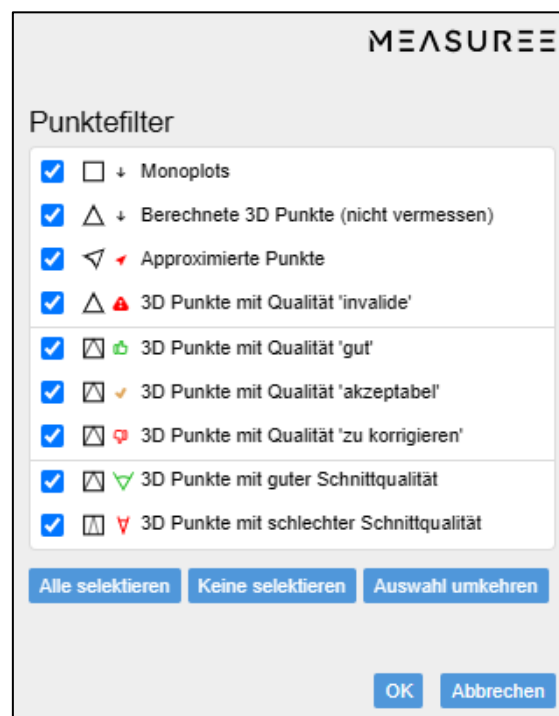 MEASUREE
Punktefilter
Monoplots
Berechnete 3D Punkte (nicht vermessen)
Approximierte Punkte
3D Punkte mit Qualität 'invalide'
3D Punkte mit Qualität 'gut'
3D Punkte mit Qualität 'akzeptabel'
3D Punkte mit Qualität 'zu korrigieren'
3D Punkte mit guter Schnittqualität
3D Punkte mit schlechter Schnittqualität
Alle selektieren Keine selektieren Auswahl umkehren
OK Abbrechen